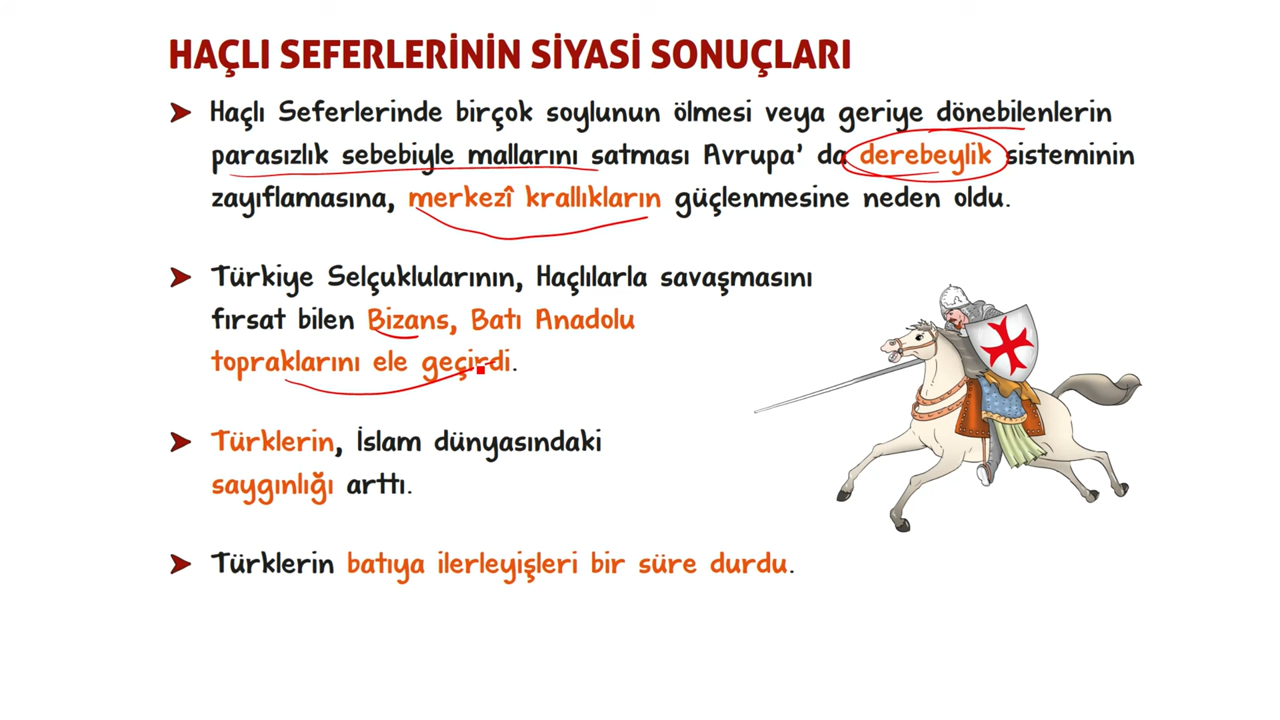 HAÇLI SEFERLERİNİN SİYASİ SONUÇLARI
Haçlı Seferlerinde birçok soylunun ölmesi veya geriye dönebilenlerin
parasızlık sebebiyle mallarını satması Avrupa' da derebeylik sisteminin
zayıflamasına, merkezî krallıkların güçlenmesine neden oldu.
Türkiye Selçuklularının, Haçlılarla savaşmasını
fırsat bilen Bizans, Batı Anadolu
topraklarını ele geçirdi.
Türklerin, İslam dünyasındaki
saygınlığı arttı.
Türklerin batıya ilerleyişleri bir süre durdu.